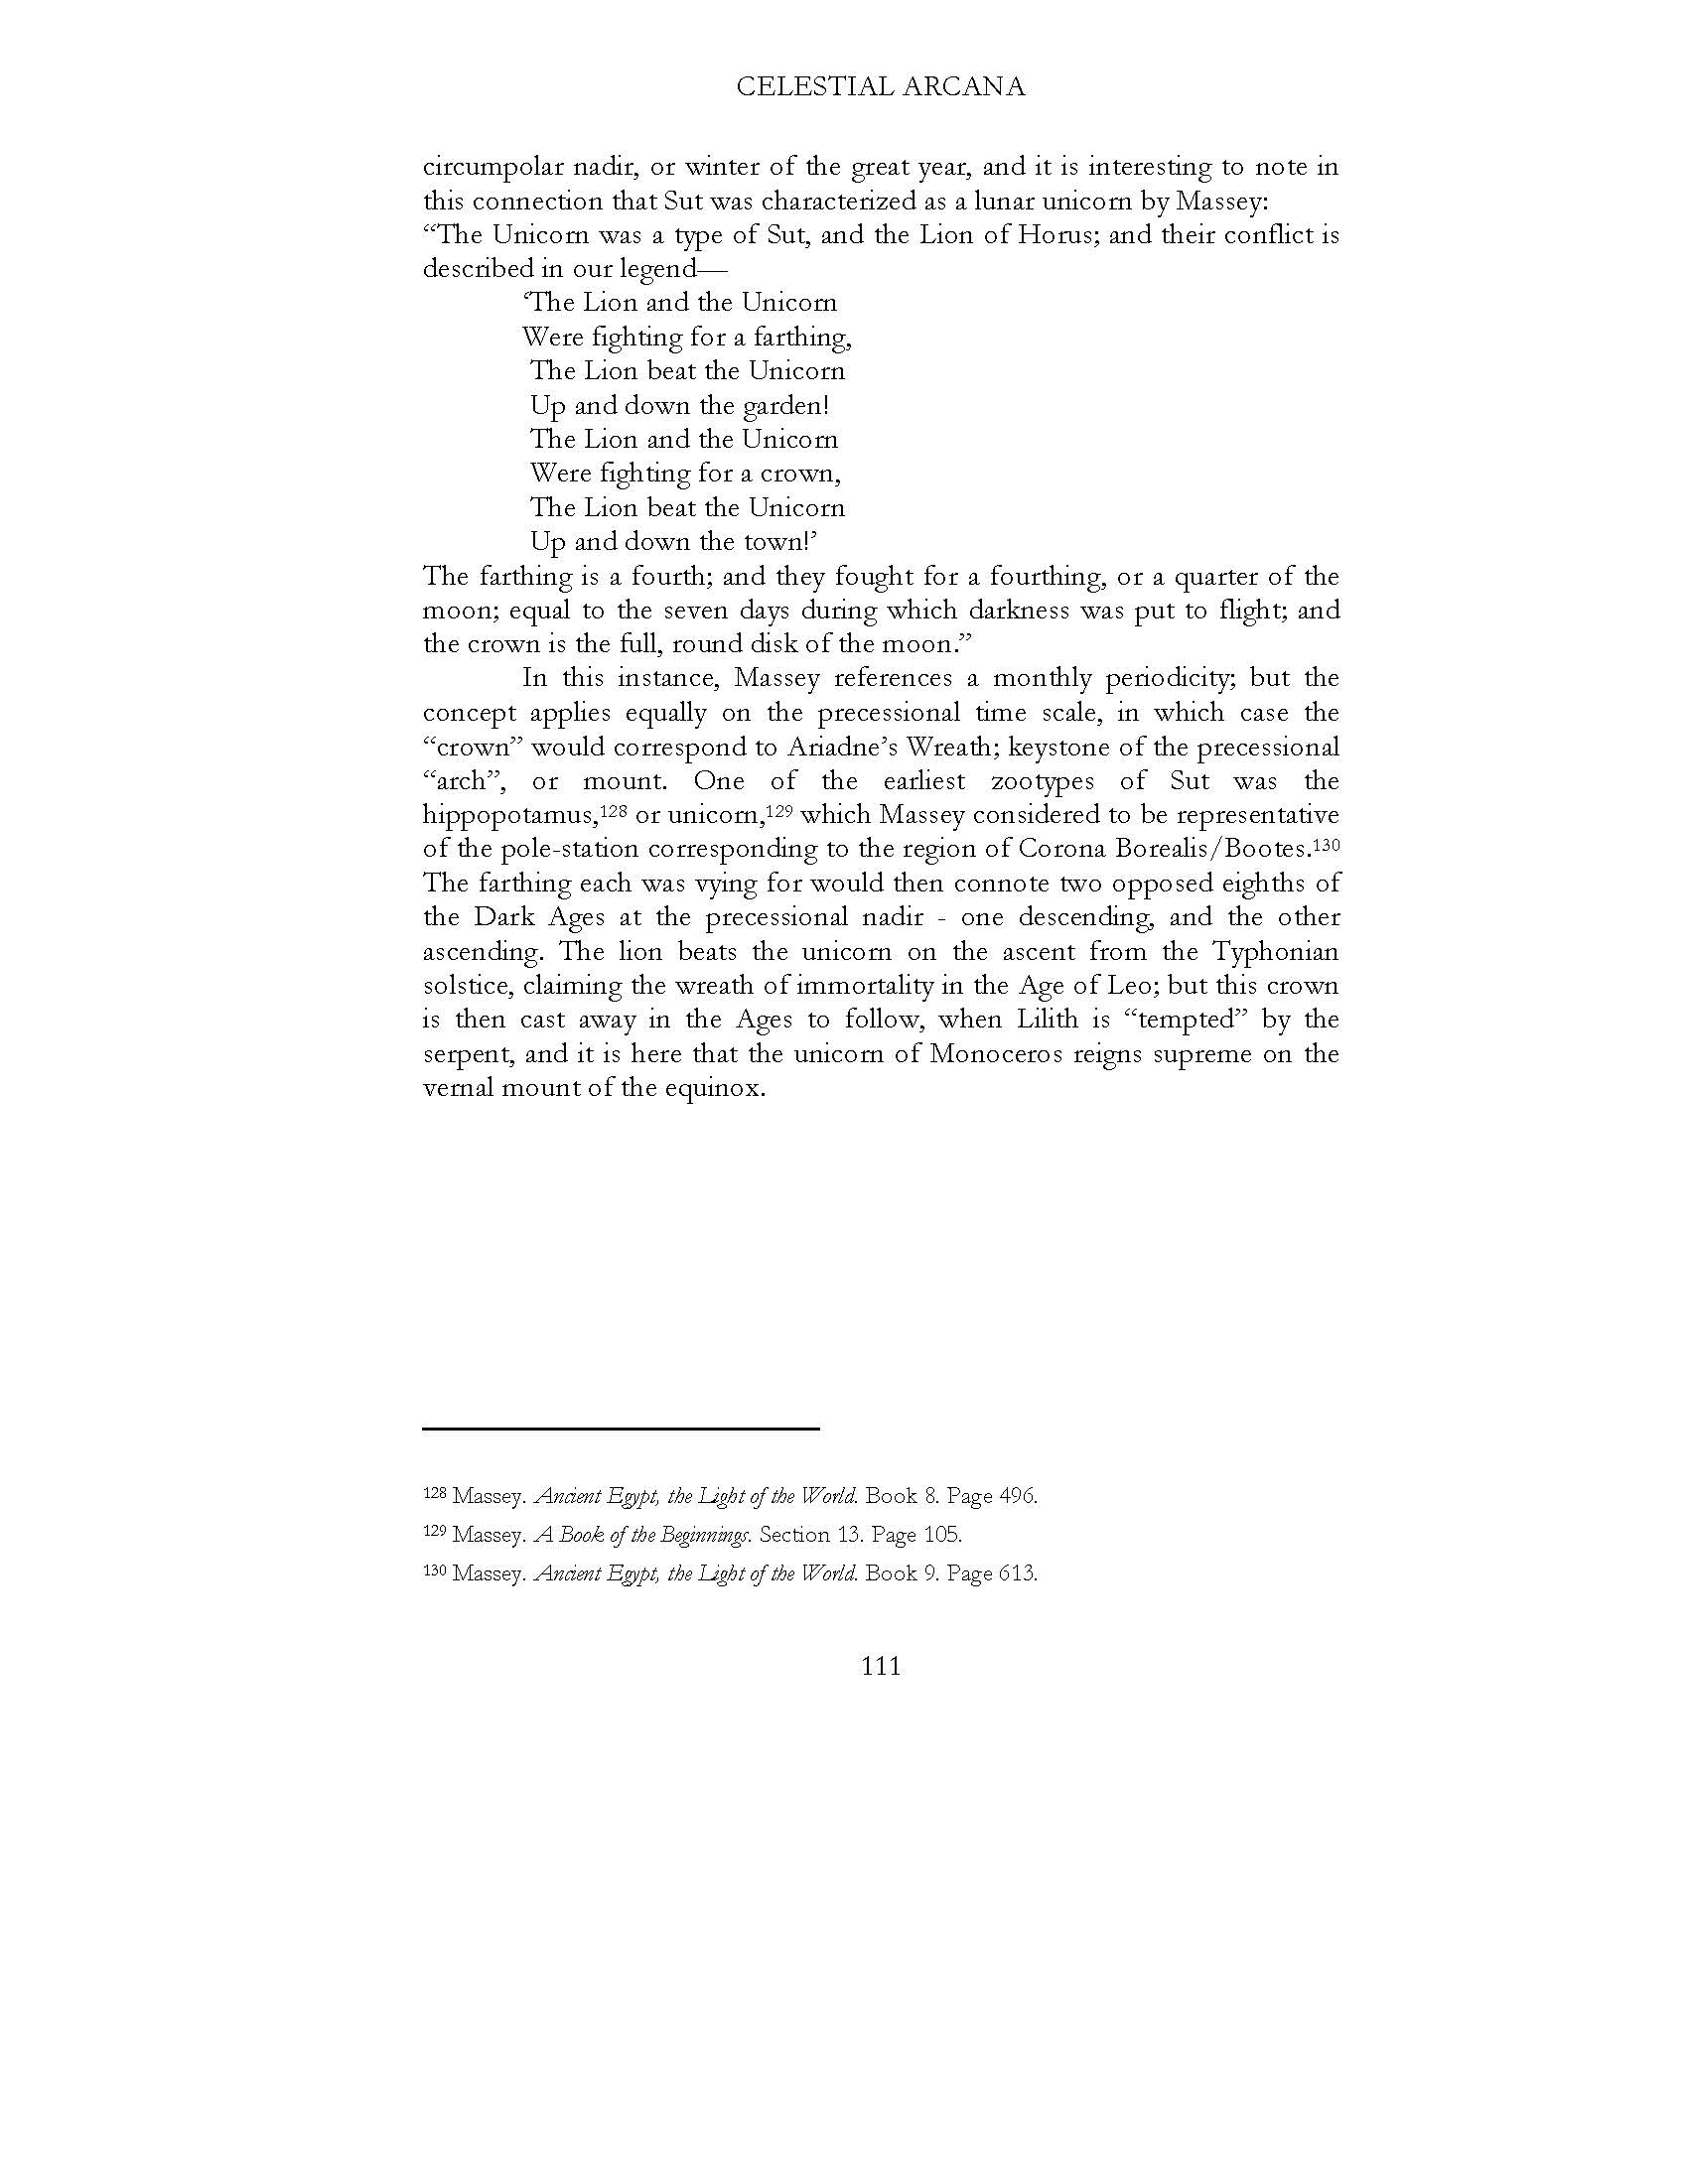 CELESTIAL ARCANA
circumpolar nadir, or winter of the great year, and it is interesting to note in
this connection that Sut was characterized as a lunar unicorn by Massey:
“The Unicorn was a type of Sut, and the Lion of Horus; and their conflict is
described in our legend—
‘The Lion and the Unicorn
Were fighting for a farthing,
The Lion beat the Unicorn
Up and down the garden!
The Lion and the Unicorn
Were fighting for a crown,
The Lion beat the Unicorn
Up and down the town!’
The farthing is a fourth; and they fought for a fourthing, or a quarter of the
moon; equal to the seven days during which darkness was put to flight; and
the crown is the full, round disk of the moon.”
In this instance, Massey references a monthly periodicity; but the
concept applies equally on the precessional time scale, in which case the
“crown” would correspond to Ariadne’s Wreath; keystone of the precessional
“arch”, or mount. One of the earliest zootypes of Sut was the
hippopotamus,¹²⁸ or unicorn,¹²⁹ which Massey considered to be representative
of the pole-station corresponding to the region of Corona Borealis/Bootes.¹³⁰
The farthing each was vying for would then connote two opposed eighths of
the Dark Ages at the precessional nadir - one descending, and the other
ascending. The lion beats the unicorn on the ascent from the Typhonian
solstice, claiming the wreath of immortality in the Age of Leo; but this crown
is then cast away in the Ages to follow, when Lilith is “tempted” by the
serpent, and it is here that the unicorn of Monoceros reigns supreme on the
vernal mount of the equinox.
¹²⁸ Massey. Ancient Egypt, the Light of the World. Book 8. Page 496.
¹²⁹ Massey. A Book of the Beginnings. Section 13. Page 105.
¹³⁰ Massey. Ancient Egypt, the Light of the World. Book 9. Page 613.
111